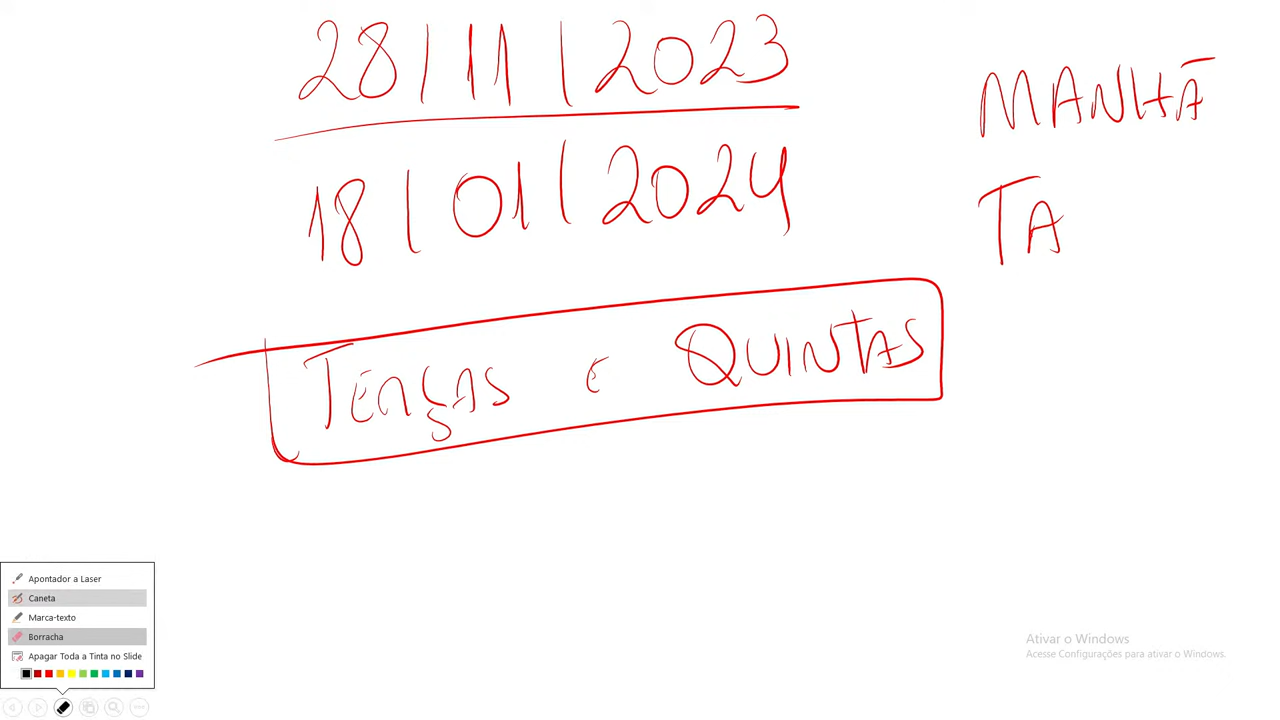 28/11/2023
18/01/2024
MANHÃ
TA
TERÇAS E QUINTAS
Apontador a Laser
Caneta
Marca-texto
Borracha
Apagar Toda a Tinta no Slide
Ativar o Windows
Acesse Configurações para ativar o Windows.